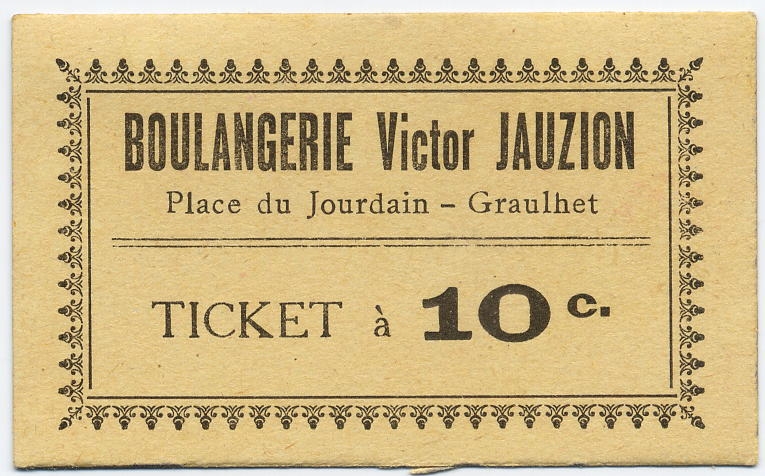 BOULANGERIE Victor JAUZION
Place du Jourdain – Graulhet
TICKET à 10 c.